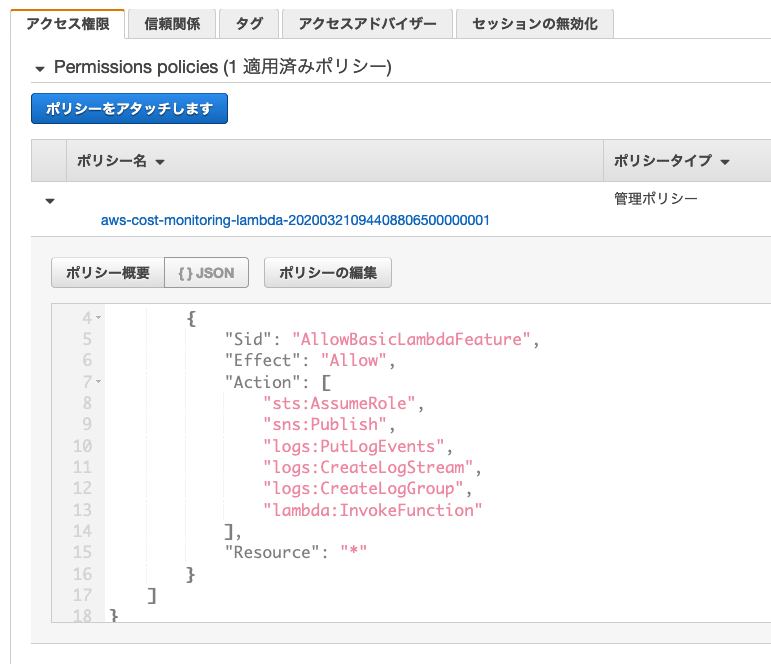 アクセス権限 信頼関係 タグ アクセスアドバイザー セッションの無効化
Permissions policies (1 適用済みポリシー)
ポリシーをアタッチします
ポリシー名 ポリシータイプ
管理ポリシー
aws-cost-monitoring-lambda-20200321094408806500000001
ポリシー概要 {} JSON ポリシーの編集
4 {
5 "Sid": "AllowBasicLambdaFeature",
6 "Effect": "Allow",
7 "Action": [
8 "sts:AssumeRole",
9 "sns:Publish",
10 "logs:PutLogEvents",
11 "logs:CreateLogStream",
12 "logs:CreateLogGroup",
13 "lambda:InvokeFunction"
14 ],
15 "Resource": "*"
16 }
17 ]
18 }